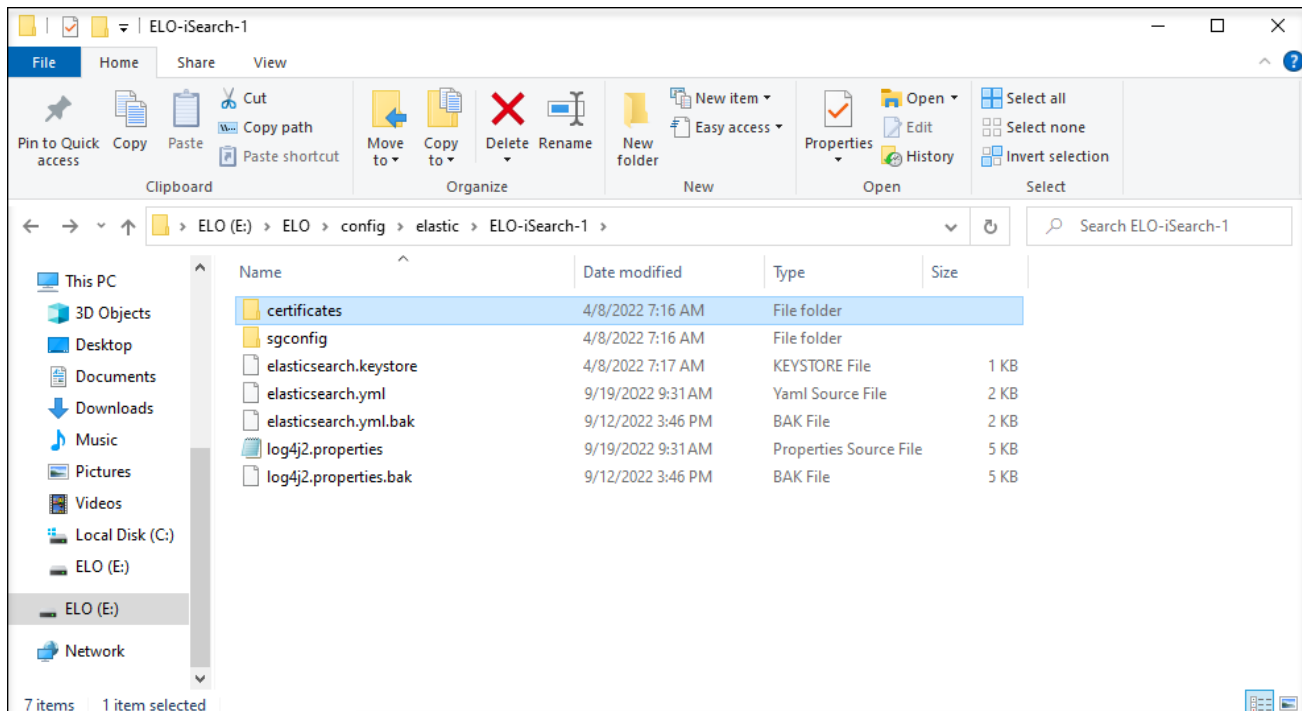 ELO-iSearch-1
File Home Share View
Pin to Quick access
Copy
Paste
Cut
Copy path
Paste shortcut
Clipboard
Move to
Copy to
Delete
Rename
Organize
New folder
New item
Easy access
New
Properties
Open
Edit
History
Open
Select all
Select none
Invert selection
Select
ELO (E:) > ELO > config > elastic > ELO-iSearch-1 >
Search ELO-iSearch-1
This PC
3D Objects
Desktop
Documents
Downloads
Music
Pictures
Videos
Local Disk (C:)
ELO (E:)
ELO (E:)
Network
Name Date modified Type Size
certificates 4/8/2022 7:16 AM File folder
sgconfig 4/8/2022 7:16 AM File folder
elasticsearch.keystore 4/8/2022 7:17 AM KEYSTORE File 1 KB
elasticsearch.yml 9/19/2022 9:31 AM Yaml Source File 2 KB
elasticsearch.yml.bak 9/12/2022 3:46 PM BAK File 2 KB
log4j2.properties 9/19/2022 9:31 AM Properties Source File 5 KB
log4j2.properties.bak 9/12/2022 3:46 PM BAK File 5 KB
7 items 1 item selected